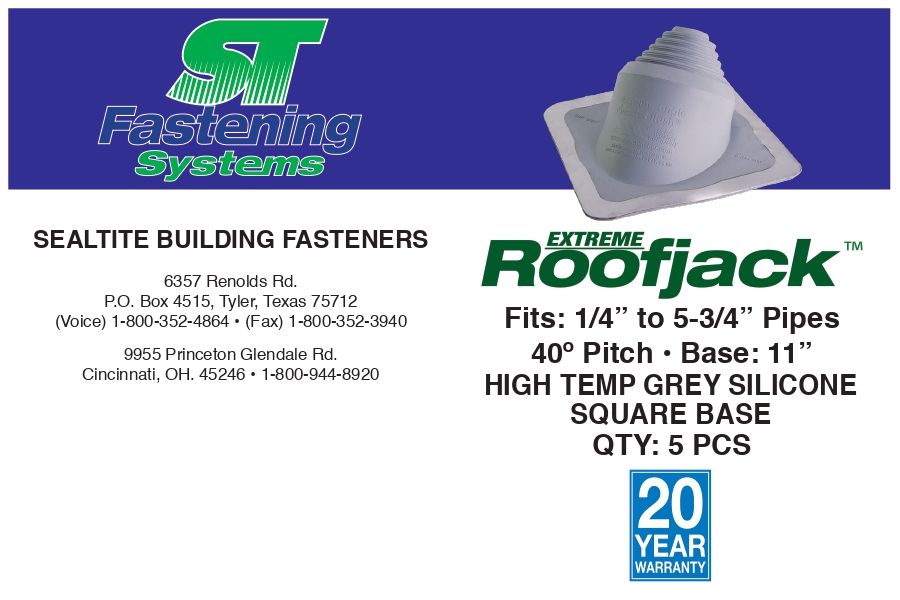 ST
Fastening
Systems
SEALTITE BUILDING FASTENERS
6357 Renolds Rd.
P.O. Box 4515, Tyler, Texas 75712
(Voice) 1-800-352-4864 • (Fax) 1-800-352-3940
9955 Princeton Glendale Rd.
Cincinnati, OH. 45246 • 1-800-944-8920
EXTREME
Roofjack™
Fits: 1/4” to 5-3/4” Pipes
40º Pitch • Base: 11”
HIGH TEMP GREY SILICONE
SQUARE BASE
QTY: 5 PCS
20
YEAR
WARRANTY